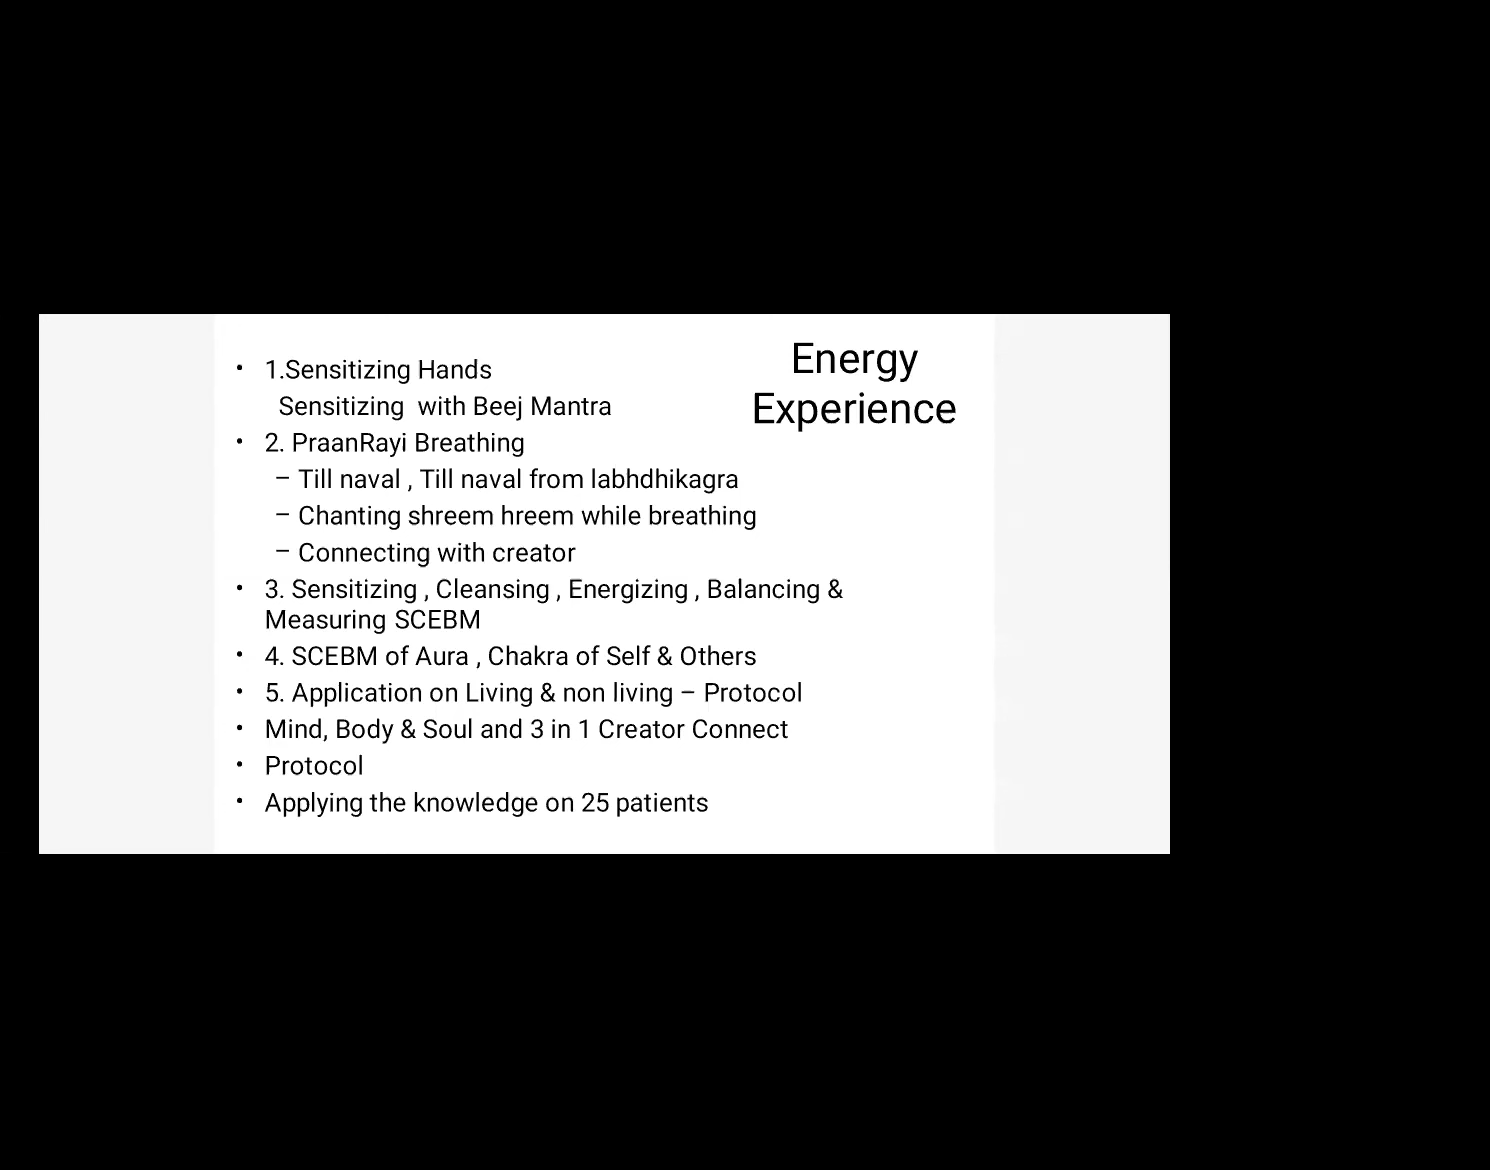 Energy
Experience
• 1.Sensitizing Hands
Sensitizing with Beej Mantra
• 2. PraanRayi Breathing
– Till naval , Till naval from labhdhikagra
– Chanting shreem hreem while breathing
– Connecting with creator
• 3. Sensitizing , Cleansing , Energizing , Balancing &
Measuring SCEBM
• 4. SCEBM of Aura , Chakra of Self & Others
• 5. Application on Living & non living – Protocol
• Mind, Body & Soul and 3 in 1 Creator Connect
• Protocol
• Applying the knowledge on 25 patients